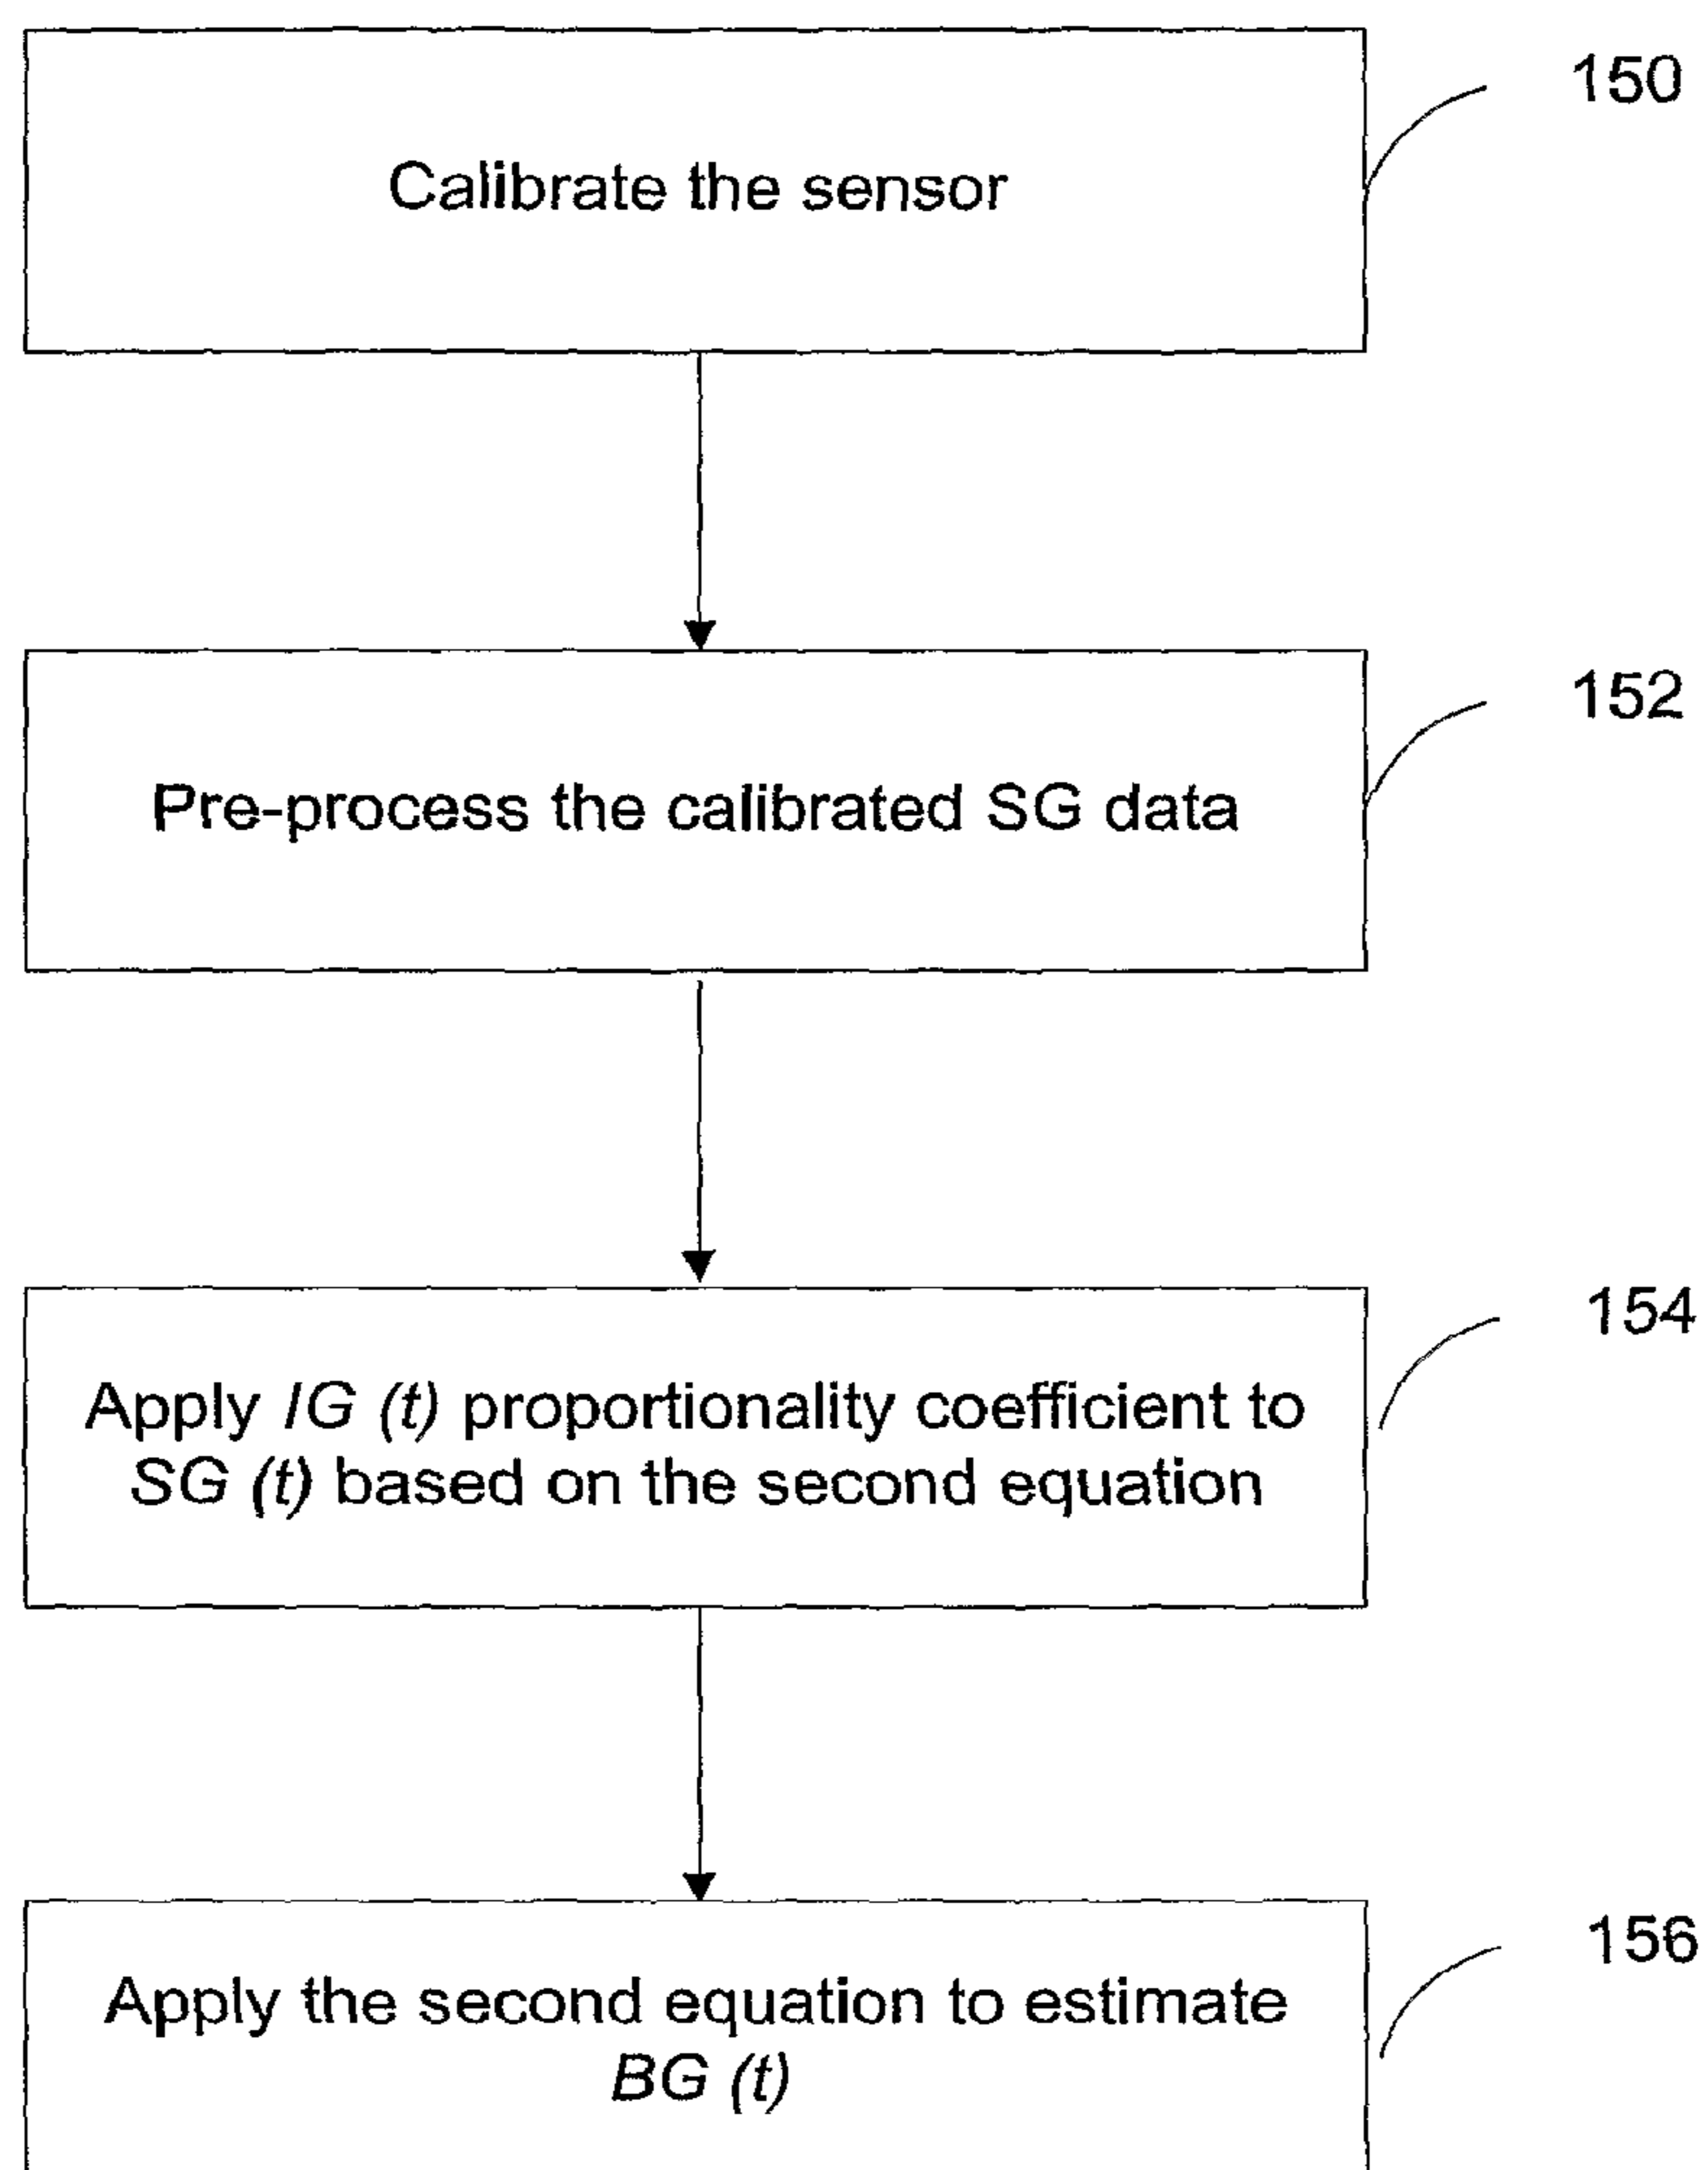 150
Calibrate the sensor
152
Pre-process the calibrated SG data
154
Apply IG (t) proportionality coefficient to
SG (t) based on the second equation
156
Apply the second equation to estimate
BG (t)